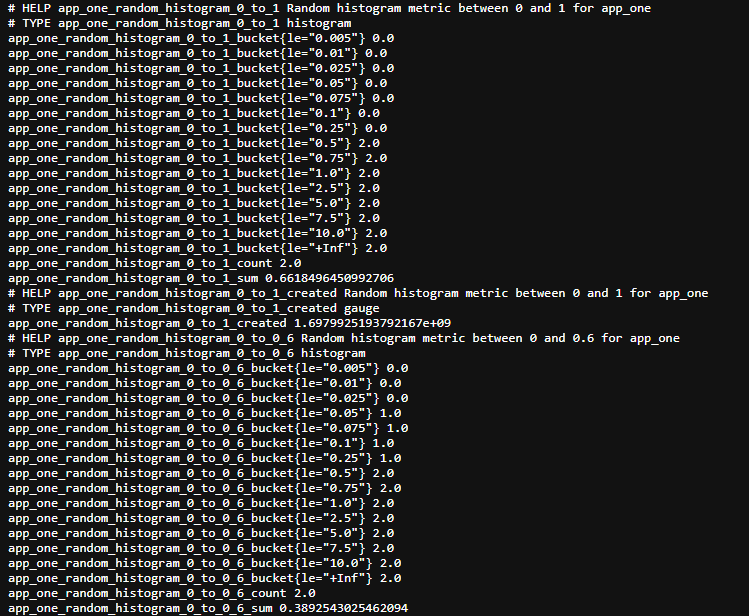 # HELP app_one_random_histogram_0_to_1 Random histogram metric between 0 and 1 for app_one
# TYPE app_one_random_histogram_0_to_1 histogram
app_one_random_histogram_0_to_1_bucket{le="0.005"} 0.0
app_one_random_histogram_0_to_1_bucket{le="0.01"} 0.0
app_one_random_histogram_0_to_1_bucket{le="0.025"} 0.0
app_one_random_histogram_0_to_1_bucket{le="0.05"} 0.0
app_one_random_histogram_0_to_1_bucket{le="0.075"} 0.0
app_one_random_histogram_0_to_1_bucket{le="0.1"} 0.0
app_one_random_histogram_0_to_1_bucket{le="0.25"} 0.0
app_one_random_histogram_0_to_1_bucket{le="0.5"} 2.0
app_one_random_histogram_0_to_1_bucket{le="0.75"} 2.0
app_one_random_histogram_0_to_1_bucket{le="1.0"} 2.0
app_one_random_histogram_0_to_1_bucket{le="2.5"} 2.0
app_one_random_histogram_0_to_1_bucket{le="5.0"} 2.0
app_one_random_histogram_0_to_1_bucket{le="7.5"} 2.0
app_one_random_histogram_0_to_1_bucket{le="10.0"} 2.0
app_one_random_histogram_0_to_1_bucket{le="+Inf"} 2.0
app_one_random_histogram_0_to_1_count 2.0
app_one_random_histogram_0_to_1_sum 0.6618496450992706
# HELP app_one_random_histogram_0_to_1_created Random histogram metric between 0 and 1 for app_one
# TYPE app_one_random_histogram_0_to_1_created gauge
app_one_random_histogram_0_to_1_created 1.6979925193792167e+09
# HELP app_one_random_histogram_0_to_0_6 Random histogram metric between 0 and 0.6 for app_one
# TYPE app_one_random_histogram_0_to_0_6 histogram
app_one_random_histogram_0_to_0_6_bucket{le="0.005"} 0.0
app_one_random_histogram_0_to_0_6_bucket{le="0.01"} 0.0
app_one_random_histogram_0_to_0_6_bucket{le="0.025"} 0.0
app_one_random_histogram_0_to_0_6_bucket{le="0.05"} 1.0
app_one_random_histogram_0_to_0_6_bucket{le="0.075"} 1.0
app_one_random_histogram_0_to_0_6_bucket{le="0.1"} 1.0
app_one_random_histogram_0_to_0_6_bucket{le="0.25"} 1.0
app_one_random_histogram_0_to_0_6_bucket{le="0.5"} 2.0
app_one_random_histogram_0_to_0_6_bucket{le="0.75"} 2.0
app_one_random_histogram_0_to_0_6_bucket{le="1.0"} 2.0
app_one_random_histogram_0_to_0_6_bucket{le="2.5"} 2.0
app_one_random_histogram_0_to_0_6_bucket{le="5.0"} 2.0
app_one_random_histogram_0_to_0_6_bucket{le="7.5"} 2.0
app_one_random_histogram_0_to_0_6_bucket{le="10.0"} 2.0
app_one_random_histogram_0_to_0_6_bucket{le="+Inf"} 2.0
app_one_random_histogram_0_to_0_6_count 2.0
app_one_random_histogram_0_to_0_6_sum 0.3892543025462094